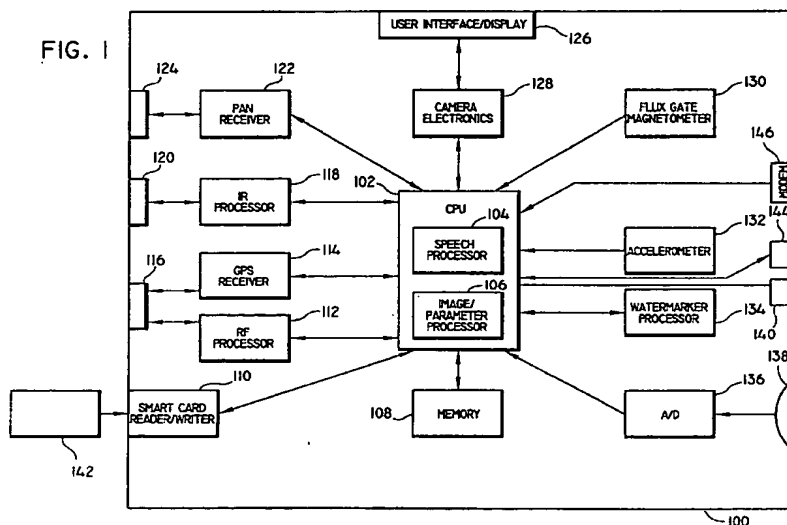 FIG. 1
USER INTERFACE/DISPLAY
126
124
122
PAN
RECEIVER
128
CAMERA
ELECTRONICS
130
FLUX GATE
MAGNETOMETER
146
MODEM
120
118
IR
PROCESSOR
102
CPU
104
SPEECH
PROCESSOR
132
ACCELEROMETER
144
116
114
GPS
RECEIVER
106
IMAGE/
PARAMETER
PROCESSOR
WATERMARKER
PROCESSOR
134
140
112
RF
PROCESSOR
110
SMART CARD
READER/WRITER
142
108
MEMORY
136
A/D
138
100